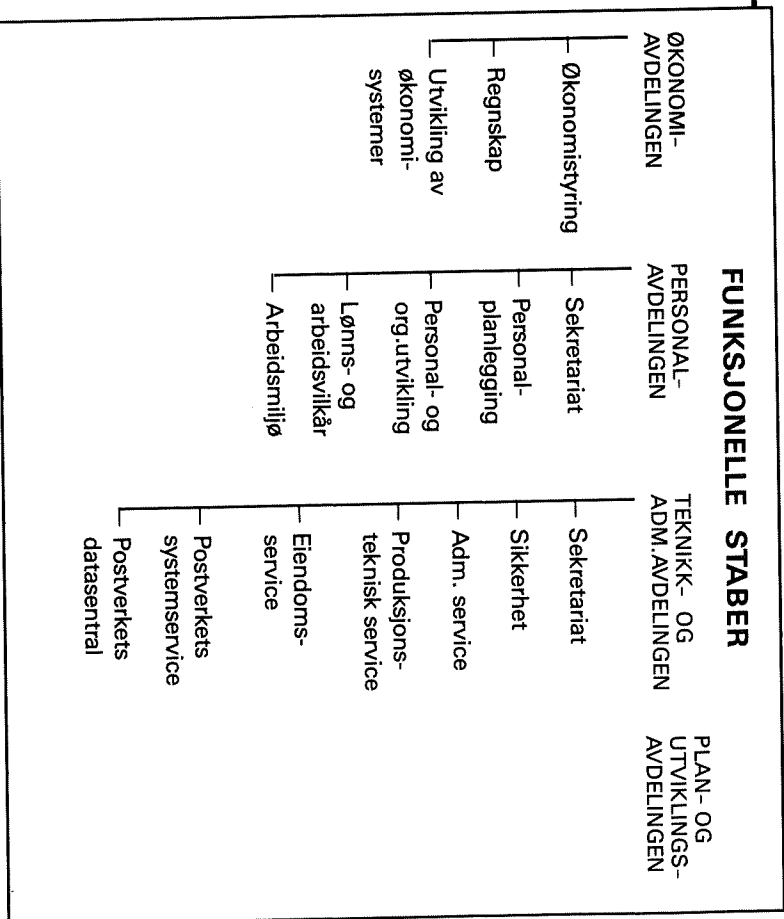 FUNKSJONELLE STABER
ØKONOMI-
AVDELINGEN
Økonomistyring
Regnskap
Utvikling av
økonomi-
systemer
PERSONAL-
AVDELINGEN
Sekretariat
Personal-
planlegging
Personal- og
org.utvikling
Lønns- og
arbeidsvilkår
Arbeidsmiljø
TEKNIKK- OG
ADM.AVDELINGEN
Sekretariat
Sikkerhet
Adm. service
Produksjons-
teknisk service
Eiendoms-
service
Postverkets
systemservice
Postverkets
datasentral
PLAN- OG
UTVIKLINGS-
AVDELINGEN